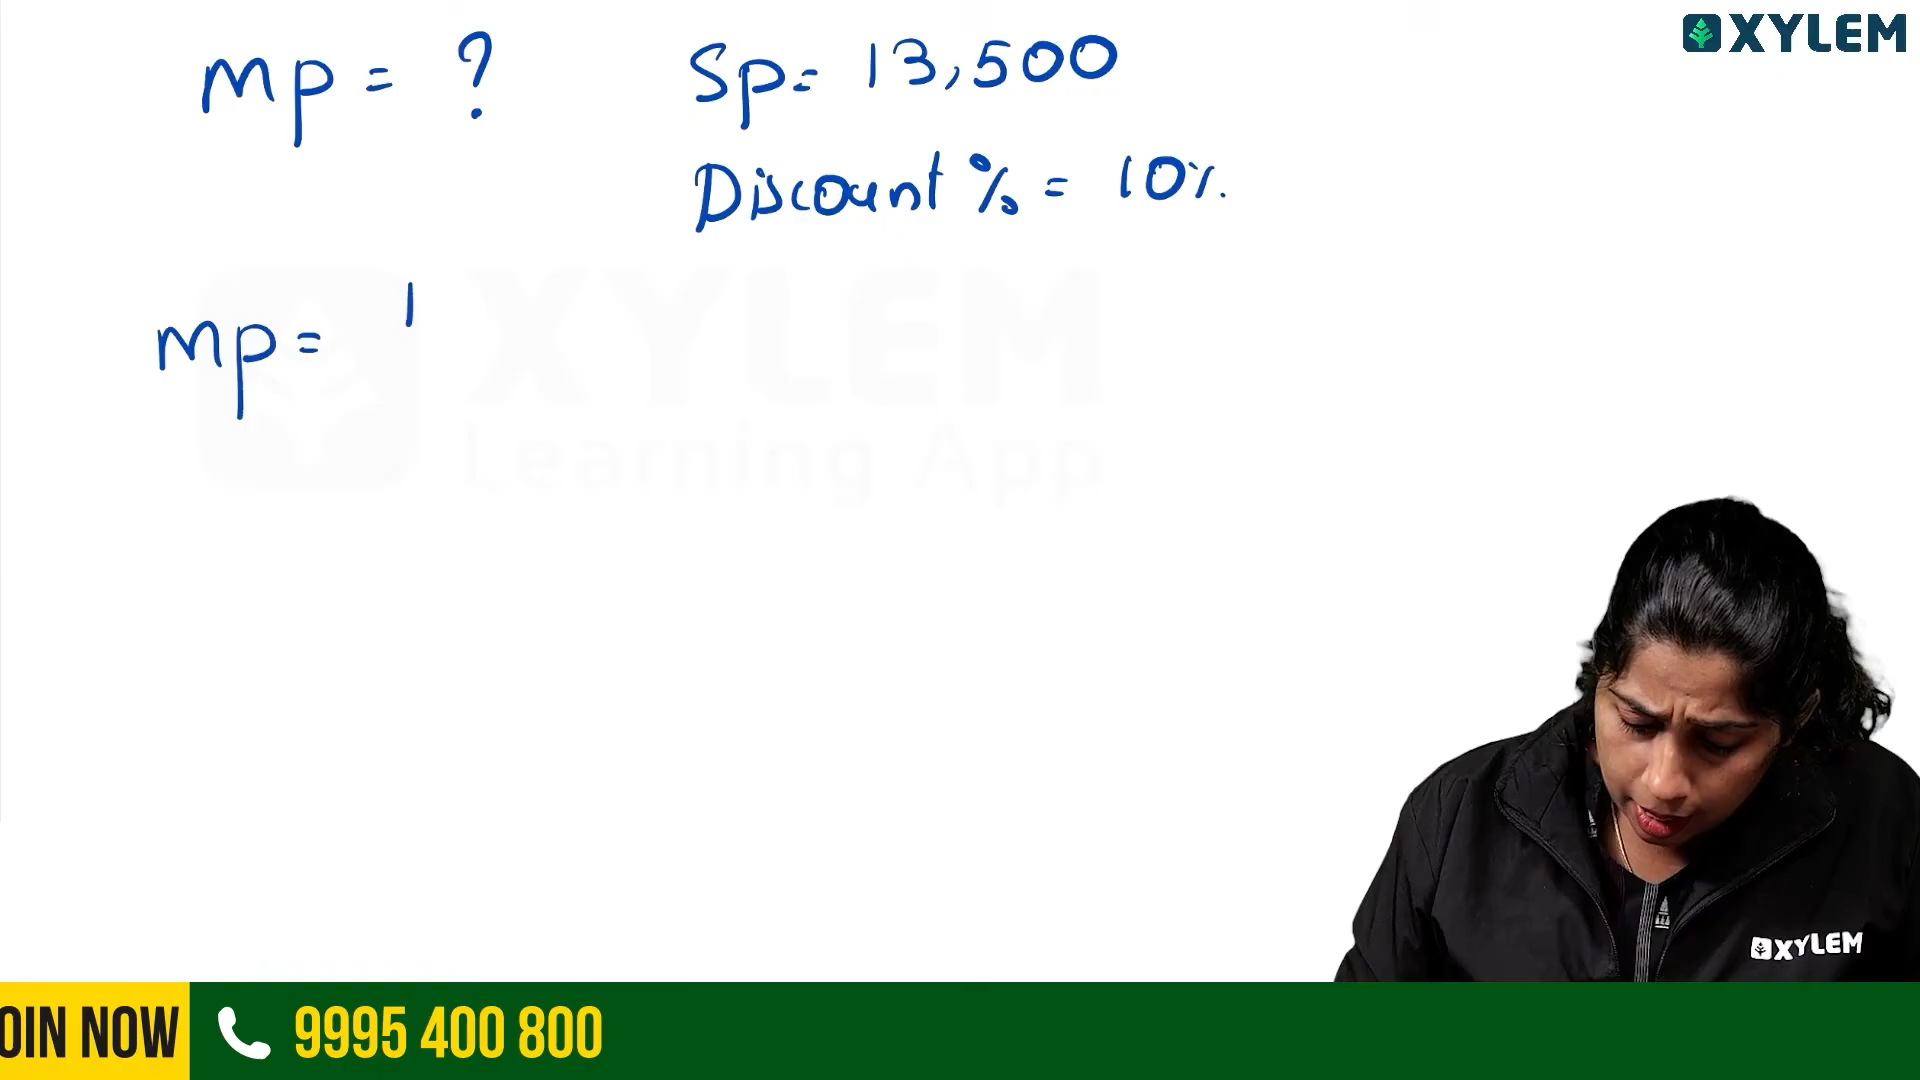 XYLEM
mp = ? Sp= 13,500
Discount % = 10%.
mp = 1
XYLEM
Learning App
XYLEM
OIN NOW 9995 400 800